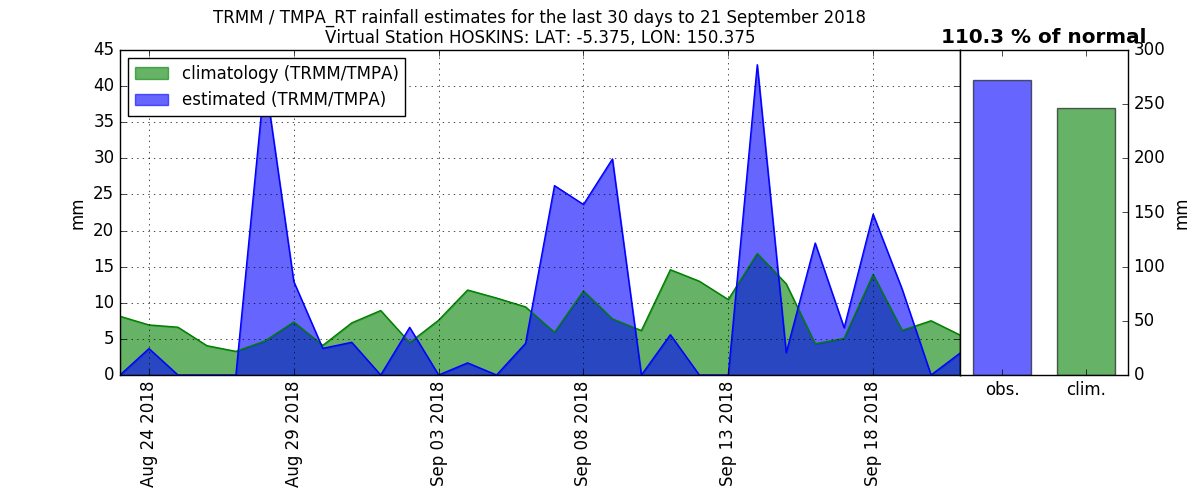 TRMM / TMPA_RT rainfall estimates for the last 30 days to 21 September 2018
Virtual Station HOSKINS: LAT: -5.375, LON: 150.375
110.3 % of normal
climatology (TRMM/TMPA)
estimated (TRMM/TMPA)
mm
45
40
35
30
25
20
15
10
5
0
Aug 24 2018
Aug 29 2018
Sep 03 2018
Sep 08 2018
Sep 13 2018
Sep 18 2018
300
250
200
150
100
50
0
mm
obs.
clim.